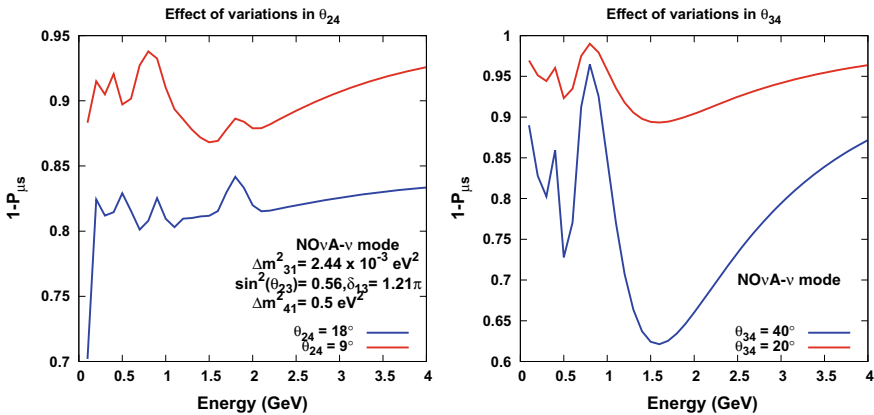 Effect of variations in θ24
0.95
0.9
0.85
0.8
0.75
0.7
1-Pμs
0 0.5 1 1.5 2 2.5 3 3.5 4
Energy (GeV)
NOνA-ν mode
Δm²31= 2.44 x 10⁻³ eV²
sin²(θ23)= 0.56,δ13= 1.21π
Δm²41= 0.5 eV²
θ24 = 18°
θ24 = 9°
Effect of variations in θ34
1
0.95
0.9
0.85
0.8
0.75
0.7
0.65
0.6
1-Pμs
0 0.5 1 1.5 2 2.5 3 3.5 4
Energy (GeV)
NOνA-ν mode
θ34 = 40°
θ34 = 20°